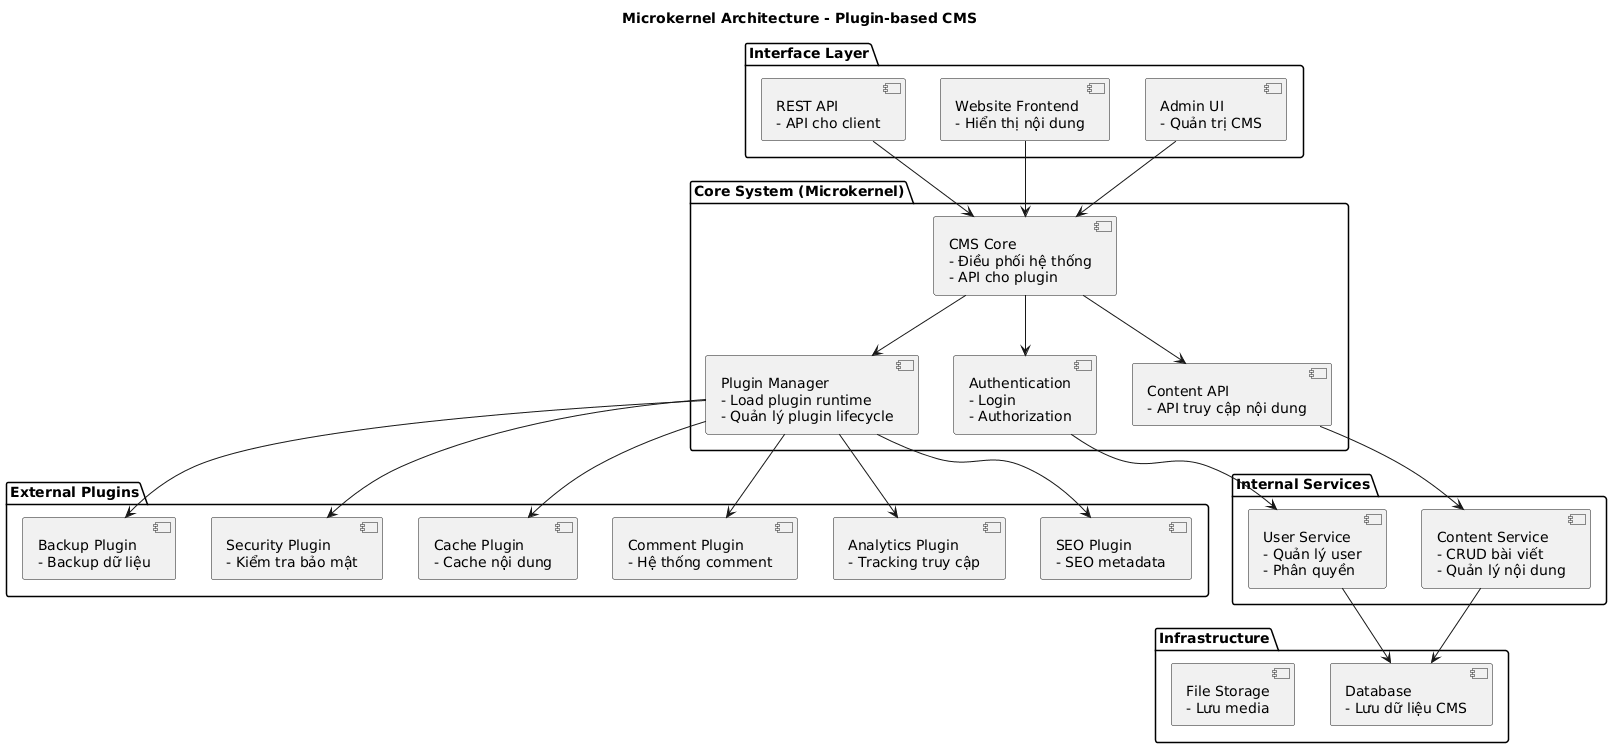 Microkernel Architecture - Plugin-based CMS
Interface Layer
REST API
- API cho client
Website Frontend
- Hiển thị nội dung
Admin UI
- Quản trị CMS
Core System (Microkernel)
CMS Core
- Điều phối hệ thống
- API cho plugin
Plugin Manager
- Load plugin runtime
- Quản lý plugin lifecycle
Authentication
- Login
- Authorization
Content API
- API truy cập nội dung
External Plugins
Backup Plugin
- Backup dữ liệu
Security Plugin
- Kiểm tra bảo mật
Cache Plugin
- Cache nội dung
Comment Plugin
- Hệ thống comment
Analytics Plugin
- Tracking truy cập
SEO Plugin
- SEO metadata
Internal Services
User Service
- Quản lý user
- Phân quyền
Content Service
- CRUD bài viết
- Quản lý nội dung
Infrastructure
File Storage
- Lưu media
Database
- Lưu dữ liệu CMS